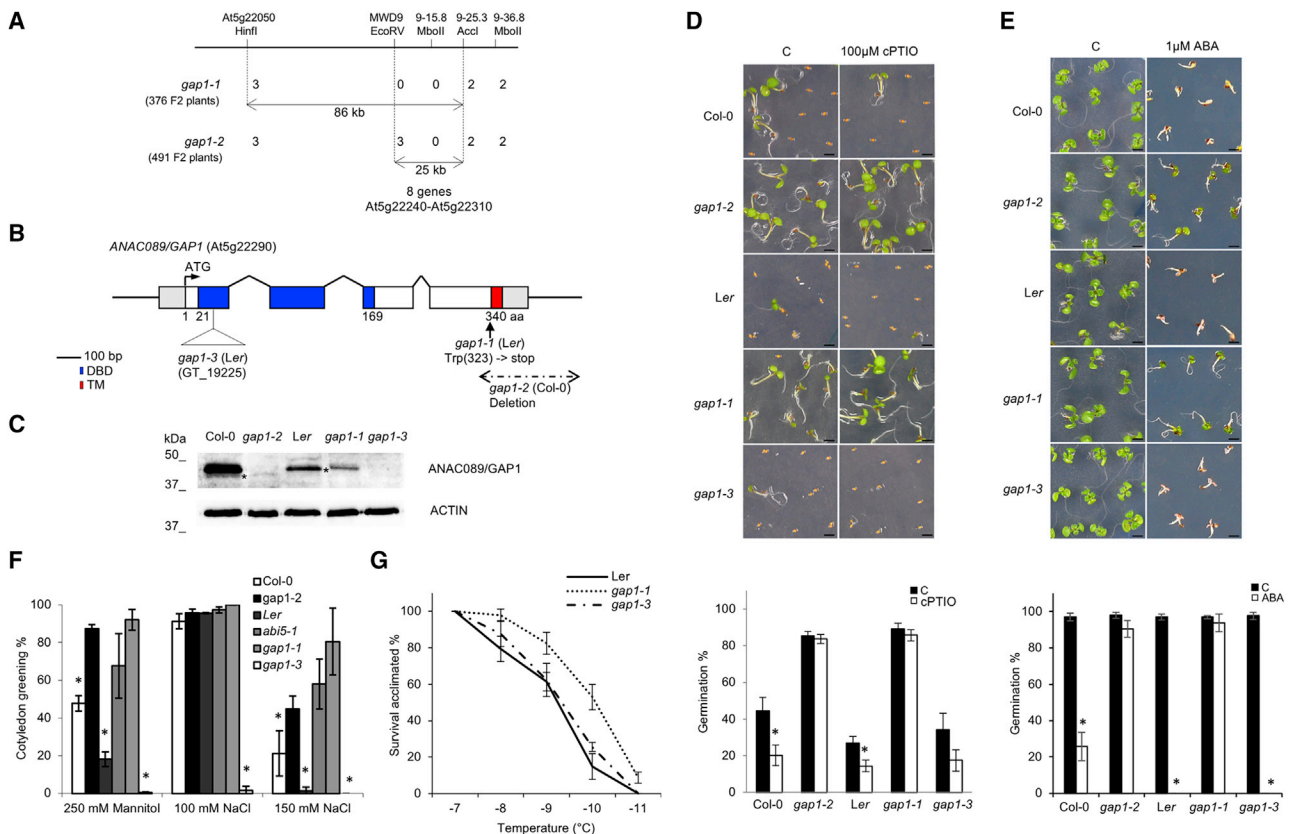 A
At5g22050 MWD9 9-15.8 9-25.3 9-36.8
HinfI EcoRV MboII AccI MboII
gap1-1 3 0 0 2 2
(376 F2 plants)
86 kb
gap1-2 3 3 0 2 2
(491 F2 plants)
25 kb
8 genes
At5g22240-At5g22310
B
ANAC089/GAP1 (At5g22290)
ATG
1 21 169 340 aa
gap1-3 (Ler)
(GT_19225)
gap1-1 (Ler)
Trp(323) -> stop
gap1-2 (Col-0)
Deletion
100 bp
DBD
TM
C
kDa Col-0 gap1-2 Ler gap1-1 gap1-3
50_
* *
ANAC089/GAP1
37_
ACTIN
37_
D
C 100µM cPTIO
Col-0
gap1-2
Ler
gap1-1
gap1-3
C
cPTIO
Germination %
100
80
60
40
20
0
* *
Col-0 gap1-2 Ler gap1-1 gap1-3
E
C 1µM ABA
Col-0
gap1-2
Ler
gap1-1
gap1-3
C
ABA
Germination %
100
80
60
40
20
0
* * *
Col-0 gap1-2 Ler gap1-1 gap1-3
F
Col-0
gap1-2
Ler
abi5-1
gap1-1
gap1-3
Cotyledon greening %
100
80
60
40
20
0
* * * * * * *
250 mM Mannitol 100 mM NaCl 150 mM NaCl
G
Ler
gap1-1
gap1-3
Survival acclimated %
100
80
60
40
20
0
-7 -8 -9 -10 -11
Temperature (°C)